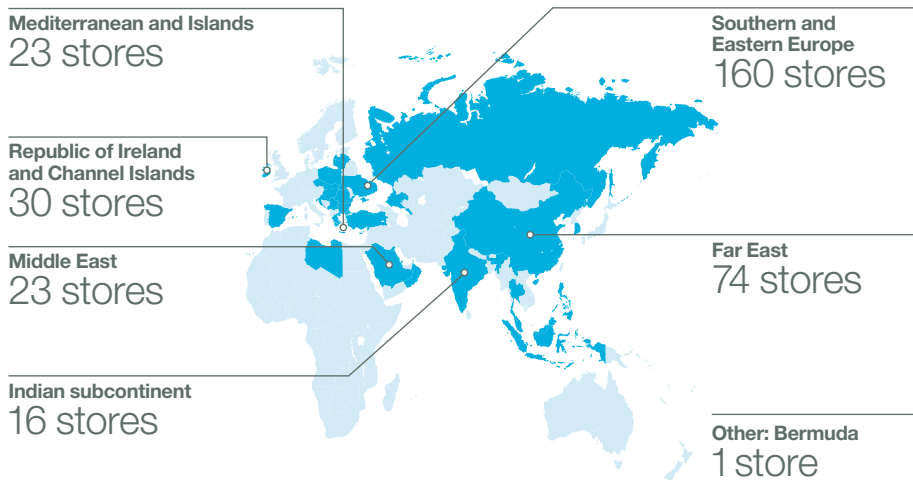 Mediterranean and Islands
23 stores
Republic of Ireland
and Channel Islands
30 stores
Middle East
23 stores
Indian subcontinent
16 stores
Southern and
Eastern Europe
160 stores
Far East
74 stores
Other: Bermuda
1 store